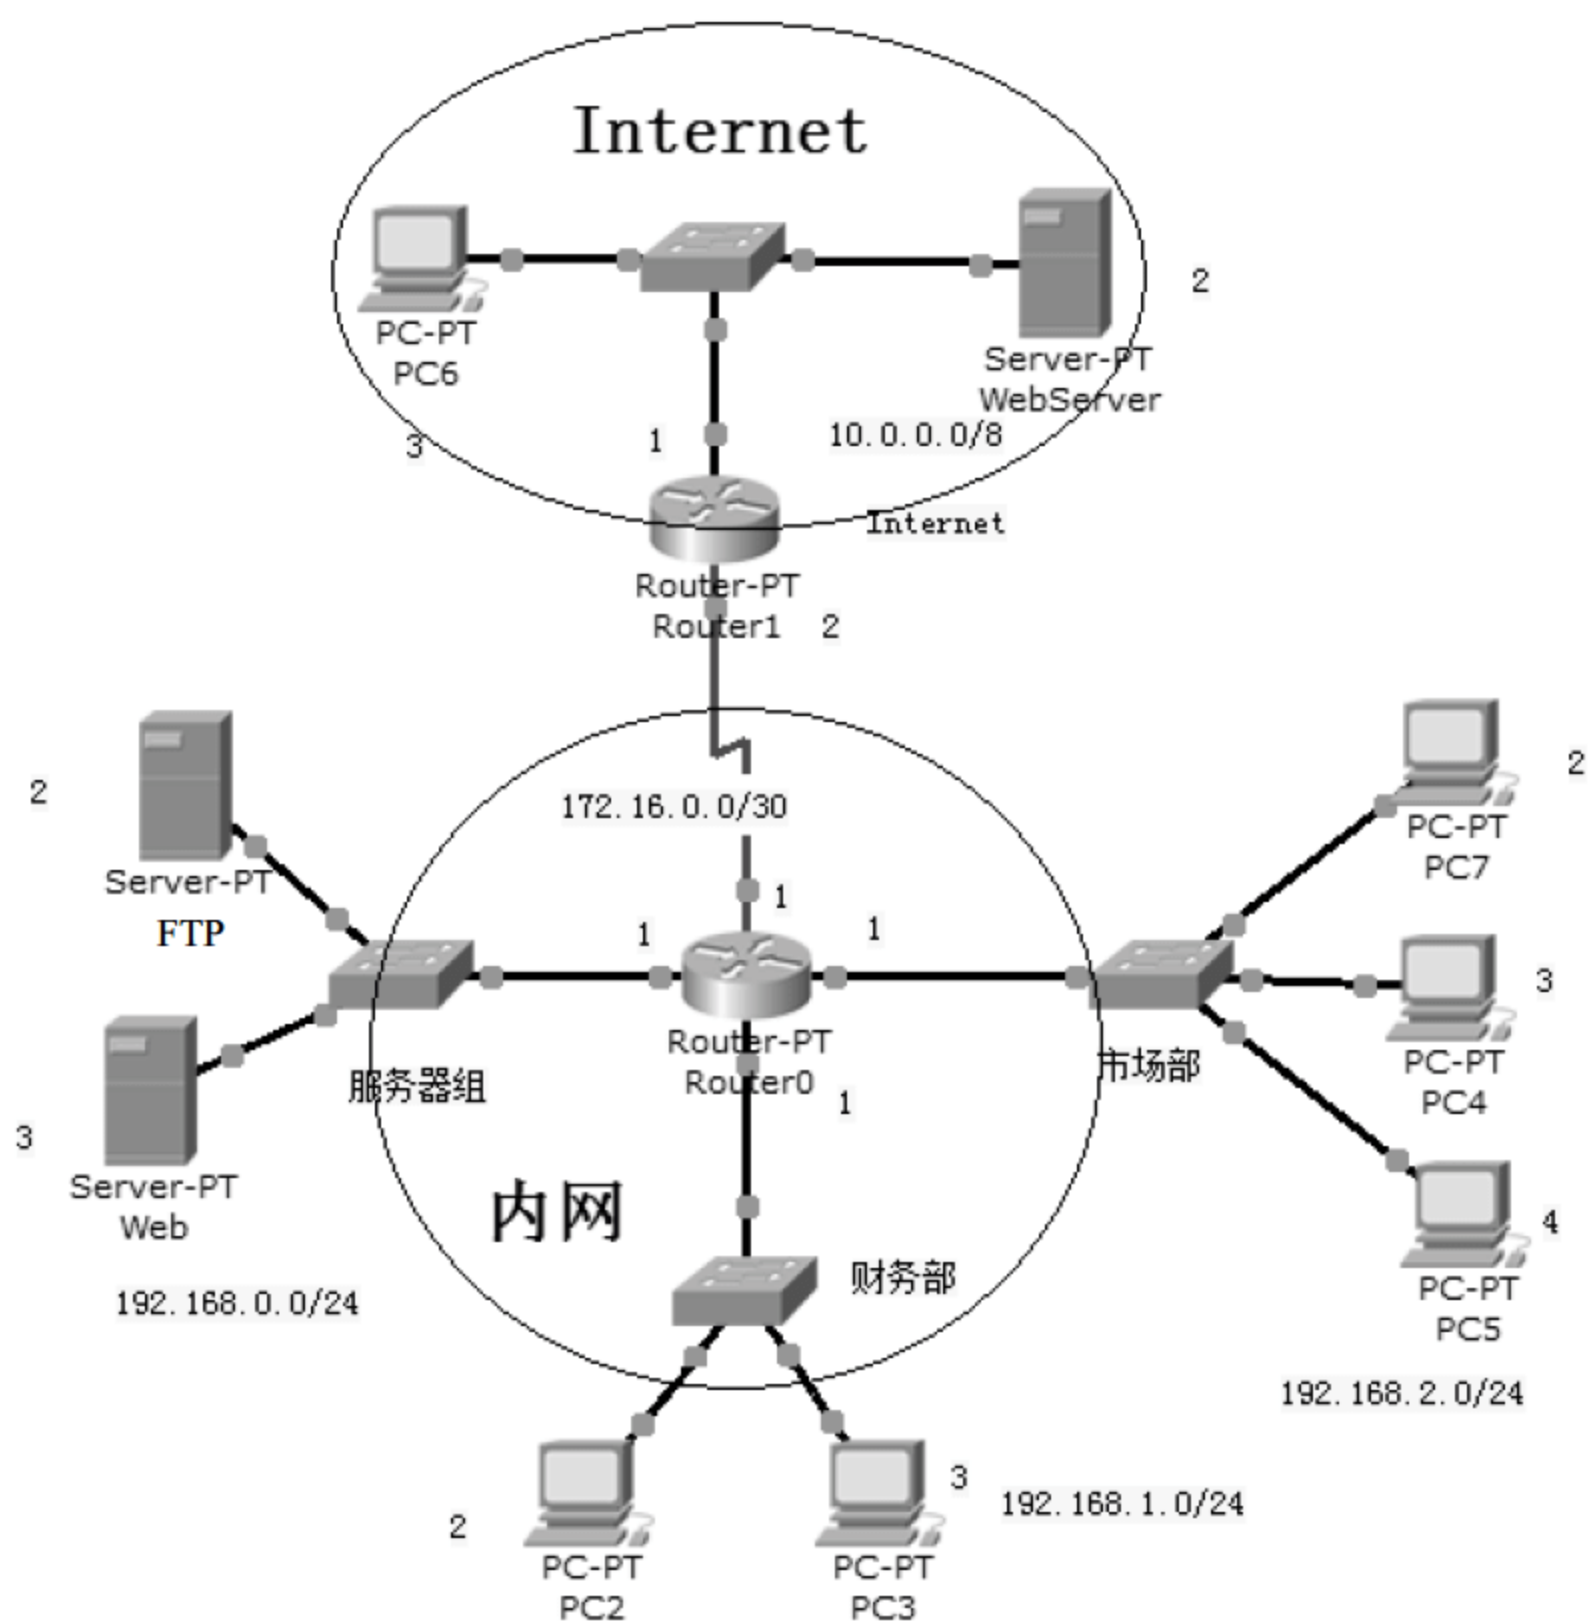 Internet
2
PC-PT
PC6
Server-PT
WebServer
3
1
10.0.0.0/8
Internet
Router-PT
Router1
2
2
Server-PT
FTP
172.16.0.0/30
2
PC-PT
PC7
1
1
1
3
PC-PT
PC4
Router-PT
Router0
1
服务器组
市场部
3
Server-PT
Web
192.168.0.0/24
内网
财务部
4
PC-PT
PC5
192.168.2.0/24
2
PC-PT
PC2
3
PC-PT
PC3
192.168.1.0/24